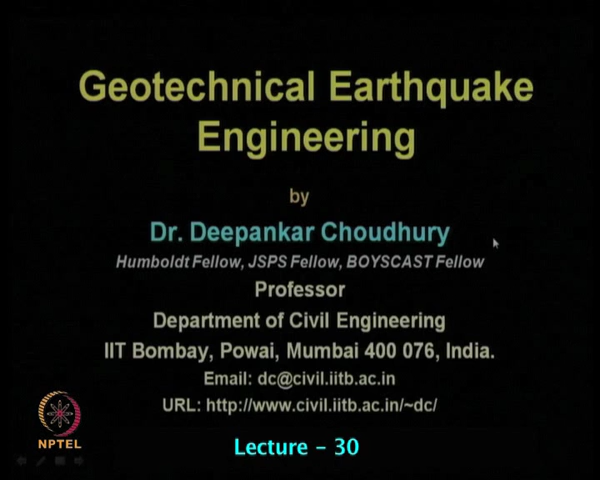 Geotechnical Earthquake
Engineering
by
Dr. Deepankar Choudhury
Humboldt Fellow, JSPS Fellow, BOYSCAST Fellow
Professor
Department of Civil Engineering
IIT Bombay, Powai, Mumbai 400 076, India.
Email: dc@civil.iitb.ac.in
URL: http://www.civil.iitb.ac.in/~dc/
NPTEL
Lecture - 30